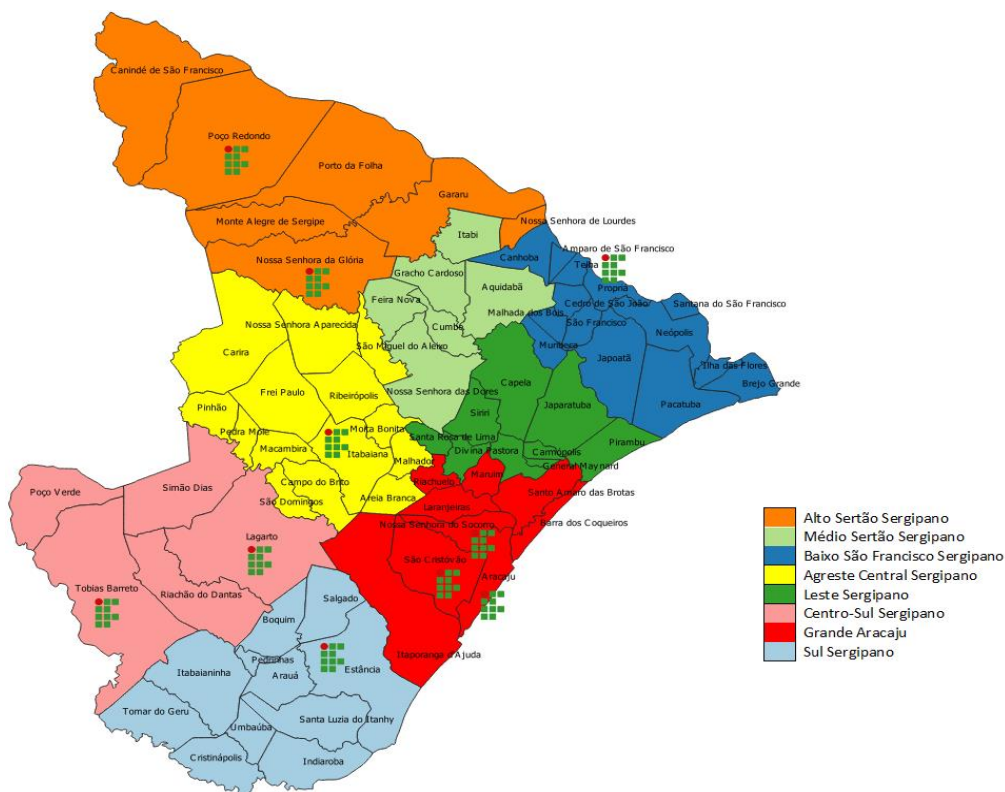 Canindé de São Francisco
Poço Redondo
Porto da Folha
Gararu
Monte Alegre de Sergipe
Nossa Senhora de Lourdes
Itabi
Nossa Senhora da Glória
Amparo de São Francisco
Canhoba
Telha
Gracho Cardoso
Aquidabã
Propriá
Feira Nova
Cedro de São João
Santana do São Francisco
Malhada dos Bois
Nossa Senhora Aparecida
Cumbe
São Francisco
Neópolis
São Miguel do Aleixo
Muribeca
Carira
Japoatã
Ilha das Flores
Brejo Grande
Frei Paulo
Nossa Senhora das Dores
Capela
Ribeirópolis
Japaratuba
Pacatuba
Pinhão
Siriri
Pedra Mole
Moita Bonita
Santa Rosa de Lima
Pirambu
Macambira
Itabaiana
Divina Pastora
Carmópolis
Malhador
General Maynard
Riachuelo
Maruim
Poço Verde
Simão Dias
Campo do Brito
Areia Branca
Santo Amaro das Brotas
São Domingos
Laranjeiras
Nossa Senhora do Socorro
Barra dos Coqueiros
Lagarto
São Cristóvão
Aracaju
Tobias Barreto
Riachão do Dantas
Salgado
Boquim
Itaporanga d'Ajuda
Pedrinhas
Itabaianinha
Arauá
Estância
Tomar do Geru
Santa Luzia do Itanhy
Umbaúba
Cristinápolis
Indiaroba
Alto Sertão Sergipano
Médio Sertão Sergipano
Baixo São Francisco Sergipano
Agreste Central Sergipano
Leste Sergipano
Centro-Sul Sergipano
Grande Aracaju
Sul Sergipano